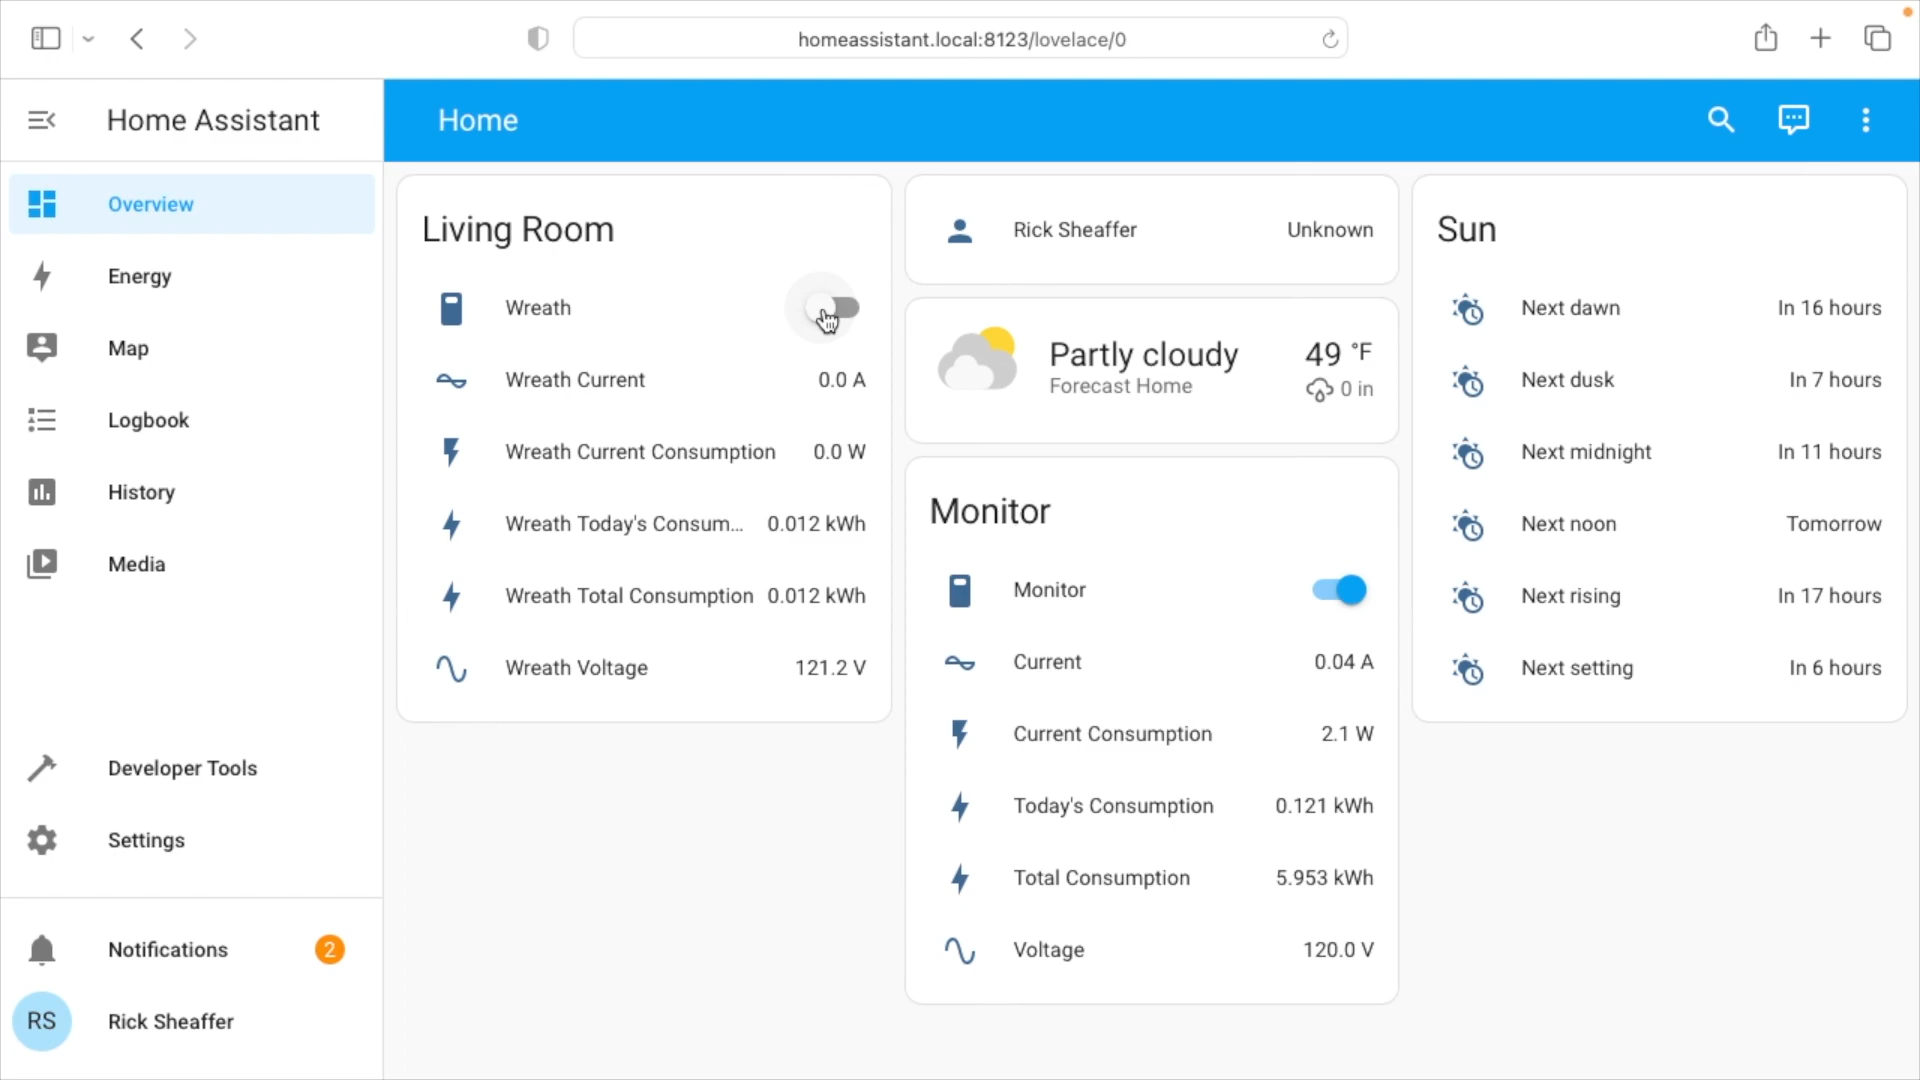 homeassistant.local:8123/lovelace/0
Home Assistant
Home
Overview
Energy
Map
Logbook
History
Media
Developer Tools
Settings
Notifications 2
RS Rick Sheaffer
Living Room
Wreath
Wreath Current 0.0 A
Wreath Current Consumption 0.0 W
Wreath Today's Consum... 0.012 kWh
Wreath Total Consumption 0.012 kWh
Wreath Voltage 121.2 V
Rick Sheaffer Unknown
Partly cloudy 49 °F
Forecast Home 0 in
Monitor
Monitor
Current 0.04 A
Current Consumption 2.1 W
Today's Consumption 0.121 kWh
Total Consumption 5.953 kWh
Voltage 120.0 V
Sun
Next dawn In 16 hours
Next dusk In 7 hours
Next midnight In 11 hours
Next noon Tomorrow
Next rising In 17 hours
Next setting In 6 hours